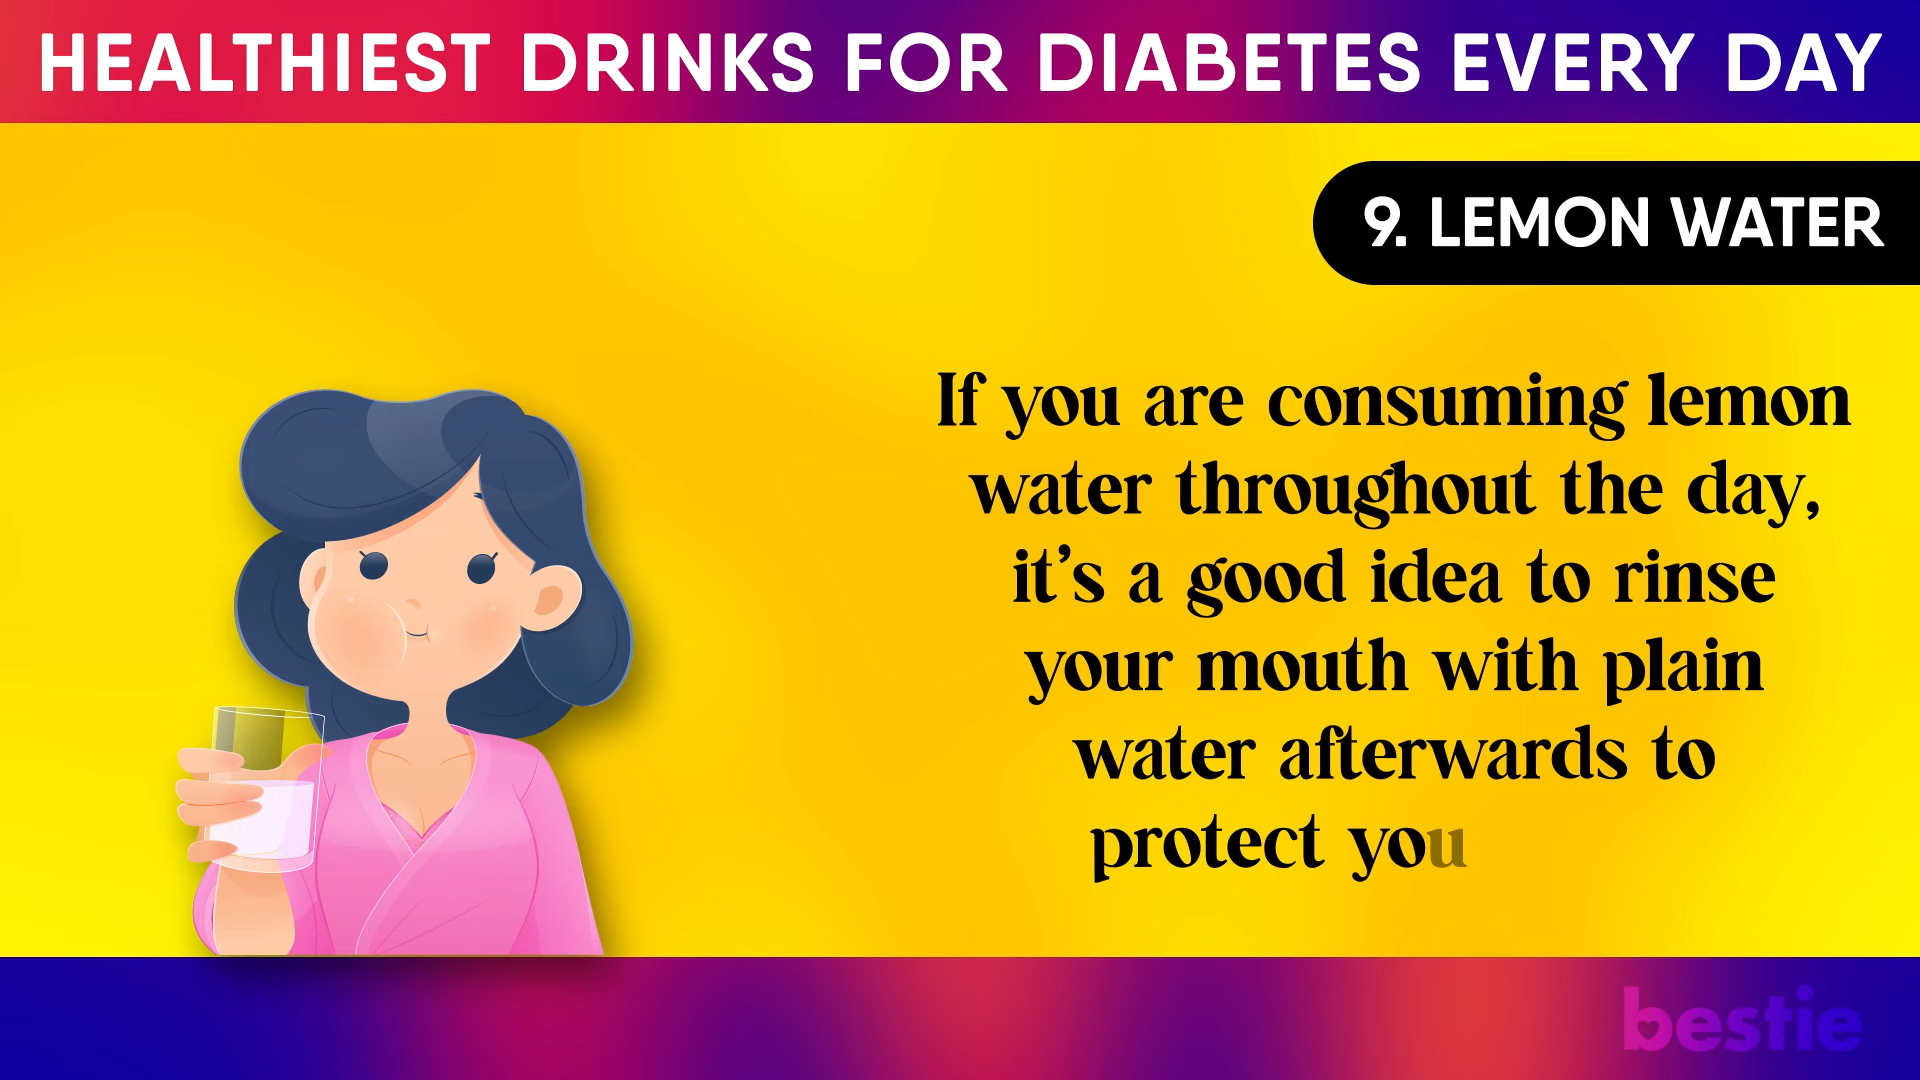 HEALTHIEST DRINKS FOR DIABETES EVERY DAY
9. LEMON WATER
If you are consuming lemon
water throughout the day,
it’s a good idea to rinse
your mouth with plain
water afterwards to
protect you
bestie